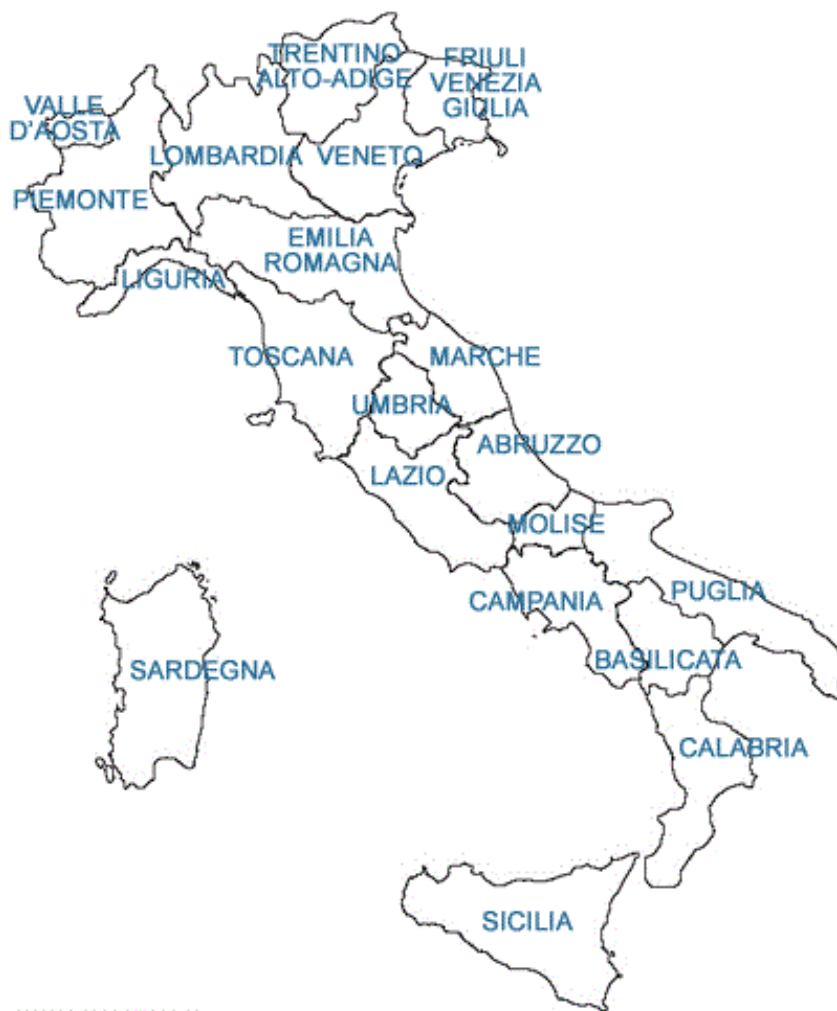 TRENTINO
ALTO-ADIGE
FRIULI
VENEZIA
GIULIA
VALLE
D'AOSTA
LOMBARDIA
VENETO
PIEMONTE
EMILIA
ROMAGNA
LIGURIA
TOSCANA
MARCHE
UMBRIA
ABRUZZO
LAZIO
MOLISE
CAMPANIA
PUGLIA
BASILICATA
SARDEGNA
CALABRIA
SICILIA